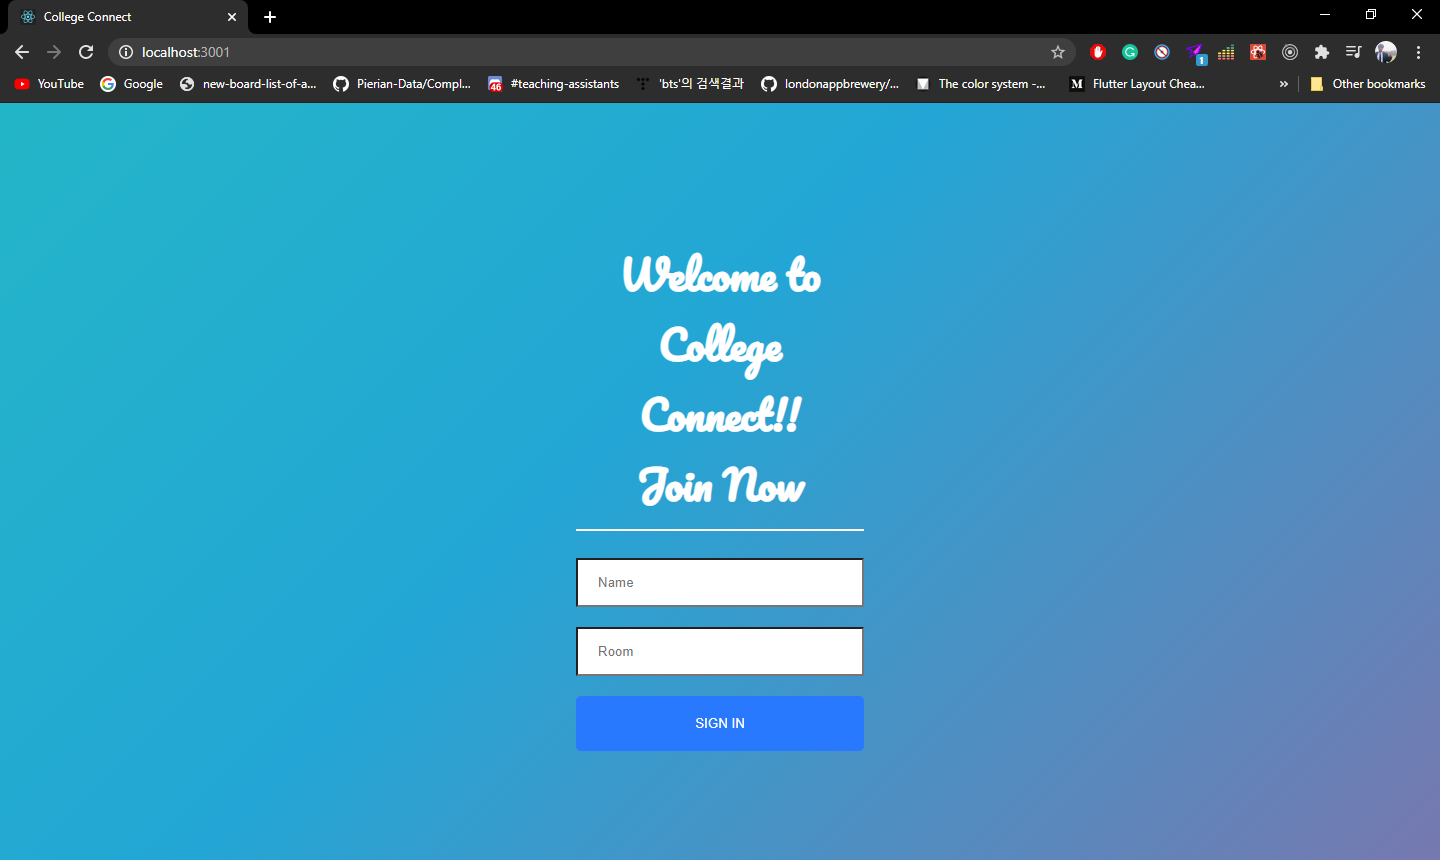 College Connect
localhost:3001
1
YouTube
Google
new-board-list-of-a...
Pierian-Data/Compl...
46
#teaching-assistants
'bts'의 검색결과
londonappbrewery/...
The color system -...
M
Flutter Layout Chea...
»
Other bookmarks
Welcome to
College
Connect!!
Join Now
Name
Room
SIGN IN